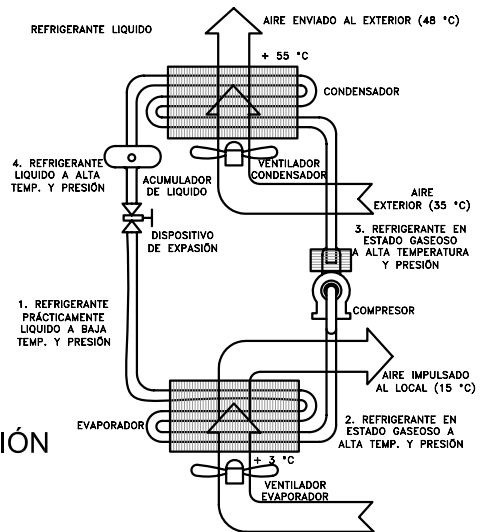 AIRE ENVIADO AL EXTERIOR (48 °C)
REFRIGERANTE LIQUIDO
+ 55 °C
CONDENSADOR
4. REFRIGERANTE
LIQUIDO A ALTA
TEMP. Y PRESIÓN
ACUMULADOR
DE LIQUIDO
VENTILADOR
CONDENSADOR
AIRE
EXTERIOR (35 °C)
DISPOSITIVO
DE EXPASIÓN
3. REFRIGERANTE EN
ESTADO GASEOSO
A ALTA TEMPERATURA
Y PRESIÓN
1. REFRIGERANTE
PRÁCTICAMENTE
LIQUIDO A BAJA
TEMP. Y PRESIÓN
COMPRESOR
AIRE IMPULSADO
AL LOCAL (15 °C)
EVAPORADOR
2. REFRIGERANTE EN
ESTADO GASEOSO A
ALTA TEMP. Y PRESIÓN
IÓN
+ 3 °C
VENTILADOR
EVAPORADOR